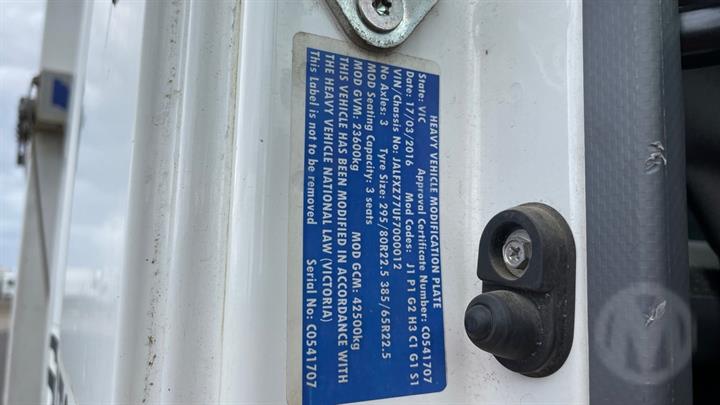 HEAVY VEHICLE MODIFICATION PLATE
State: VIC Approval Certificate Number: C0541707
Date: 17/03/2016 Mod Codes: J1 P1 G2 H3 C1 G1 S1
VIN/Chassis No: JALFXZ77UF7000012
No Axles: 3 Tyre Size: 295/80R22.5 385/65R22.5
MOD Seating Capacity: 3 seats
MOD GVM: 23600kg MOD GCM: 42500kg
THIS VEHICLE HAS BEEN MODIFIED IN ACCORDANCE WITH
THE HEAVY VEHICLE NATIONAL LAW (VICTORIA)
This Label is not to be removed Serial No: C0541707
M